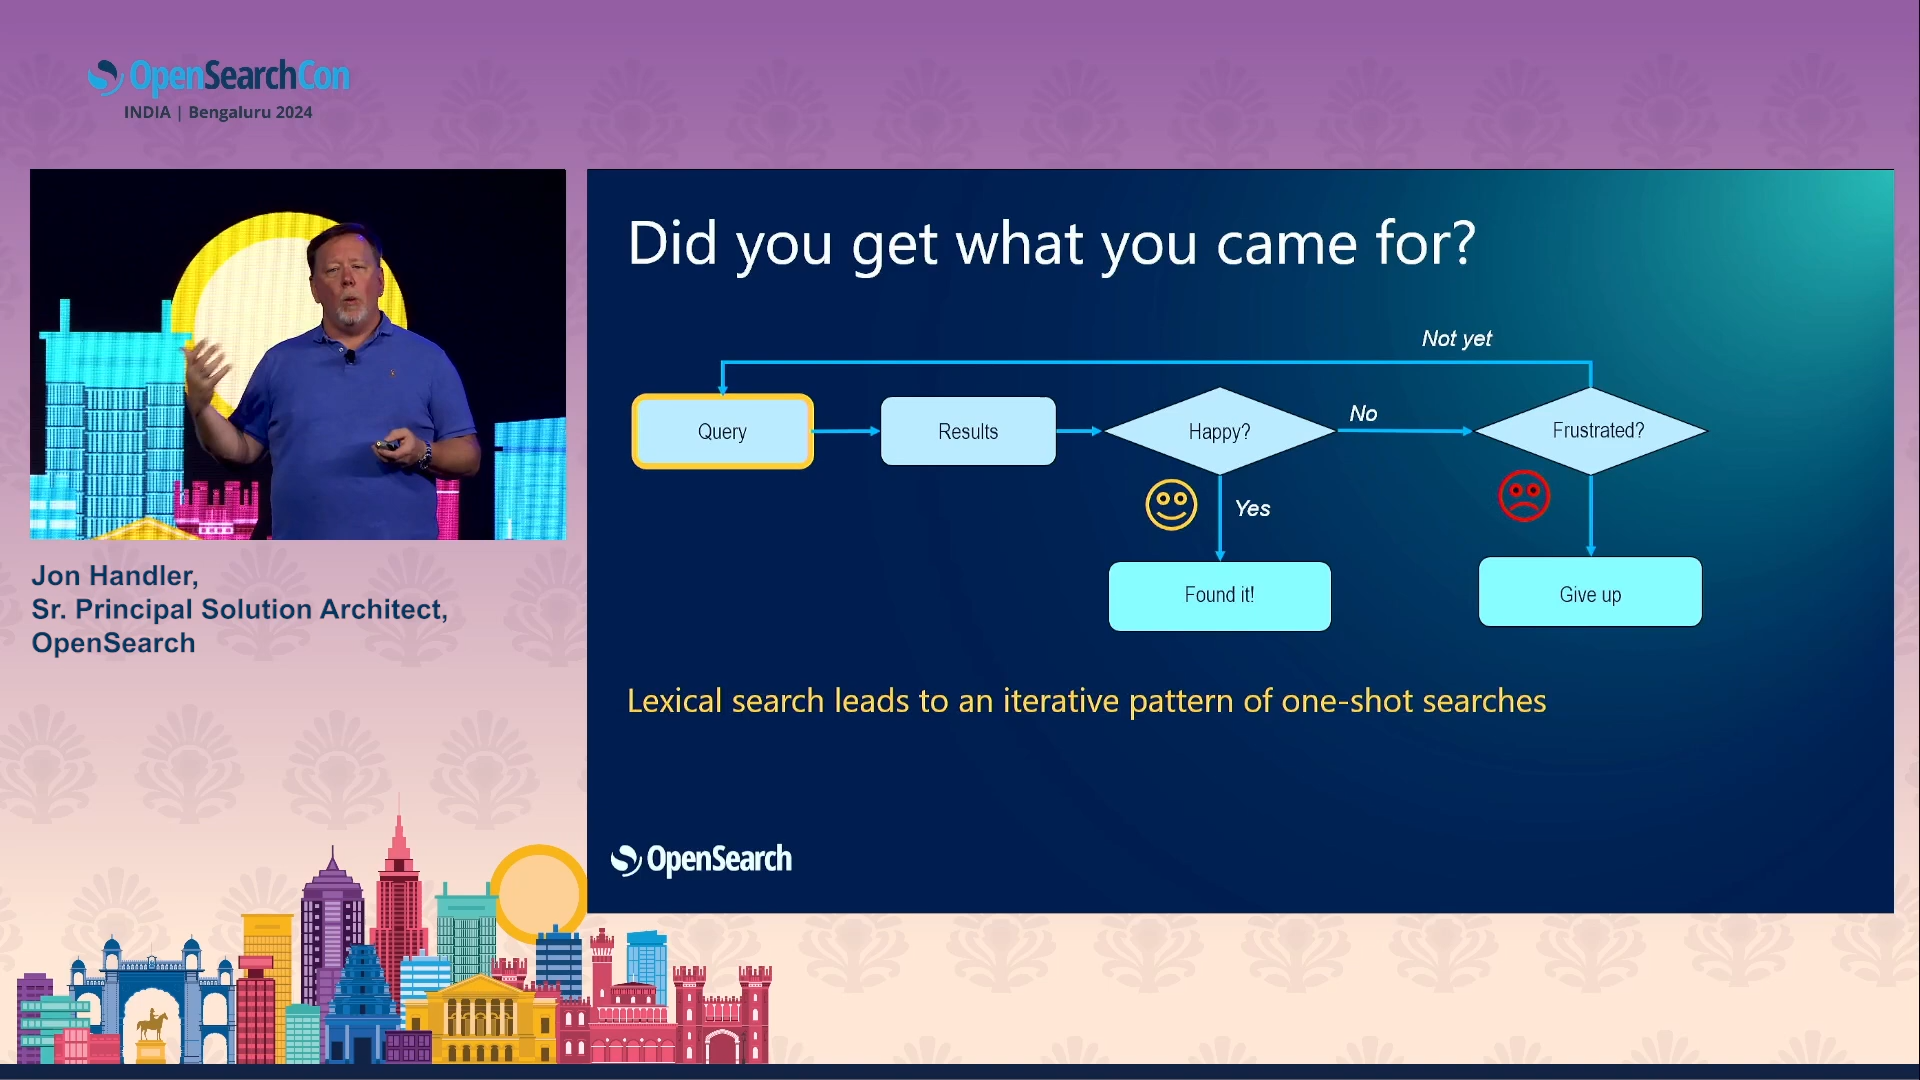 OpenSearchCon
INDIA | Bengaluru 2024
Jon Handler,
Sr. Principal Solution Architect,
OpenSearch
Did you get what you came for?
Not yet
Query
Results
Happy?
No
Frustrated?
Yes
Found it!
Give up
Lexical search leads to an iterative pattern of one-shot searches
OpenSearch